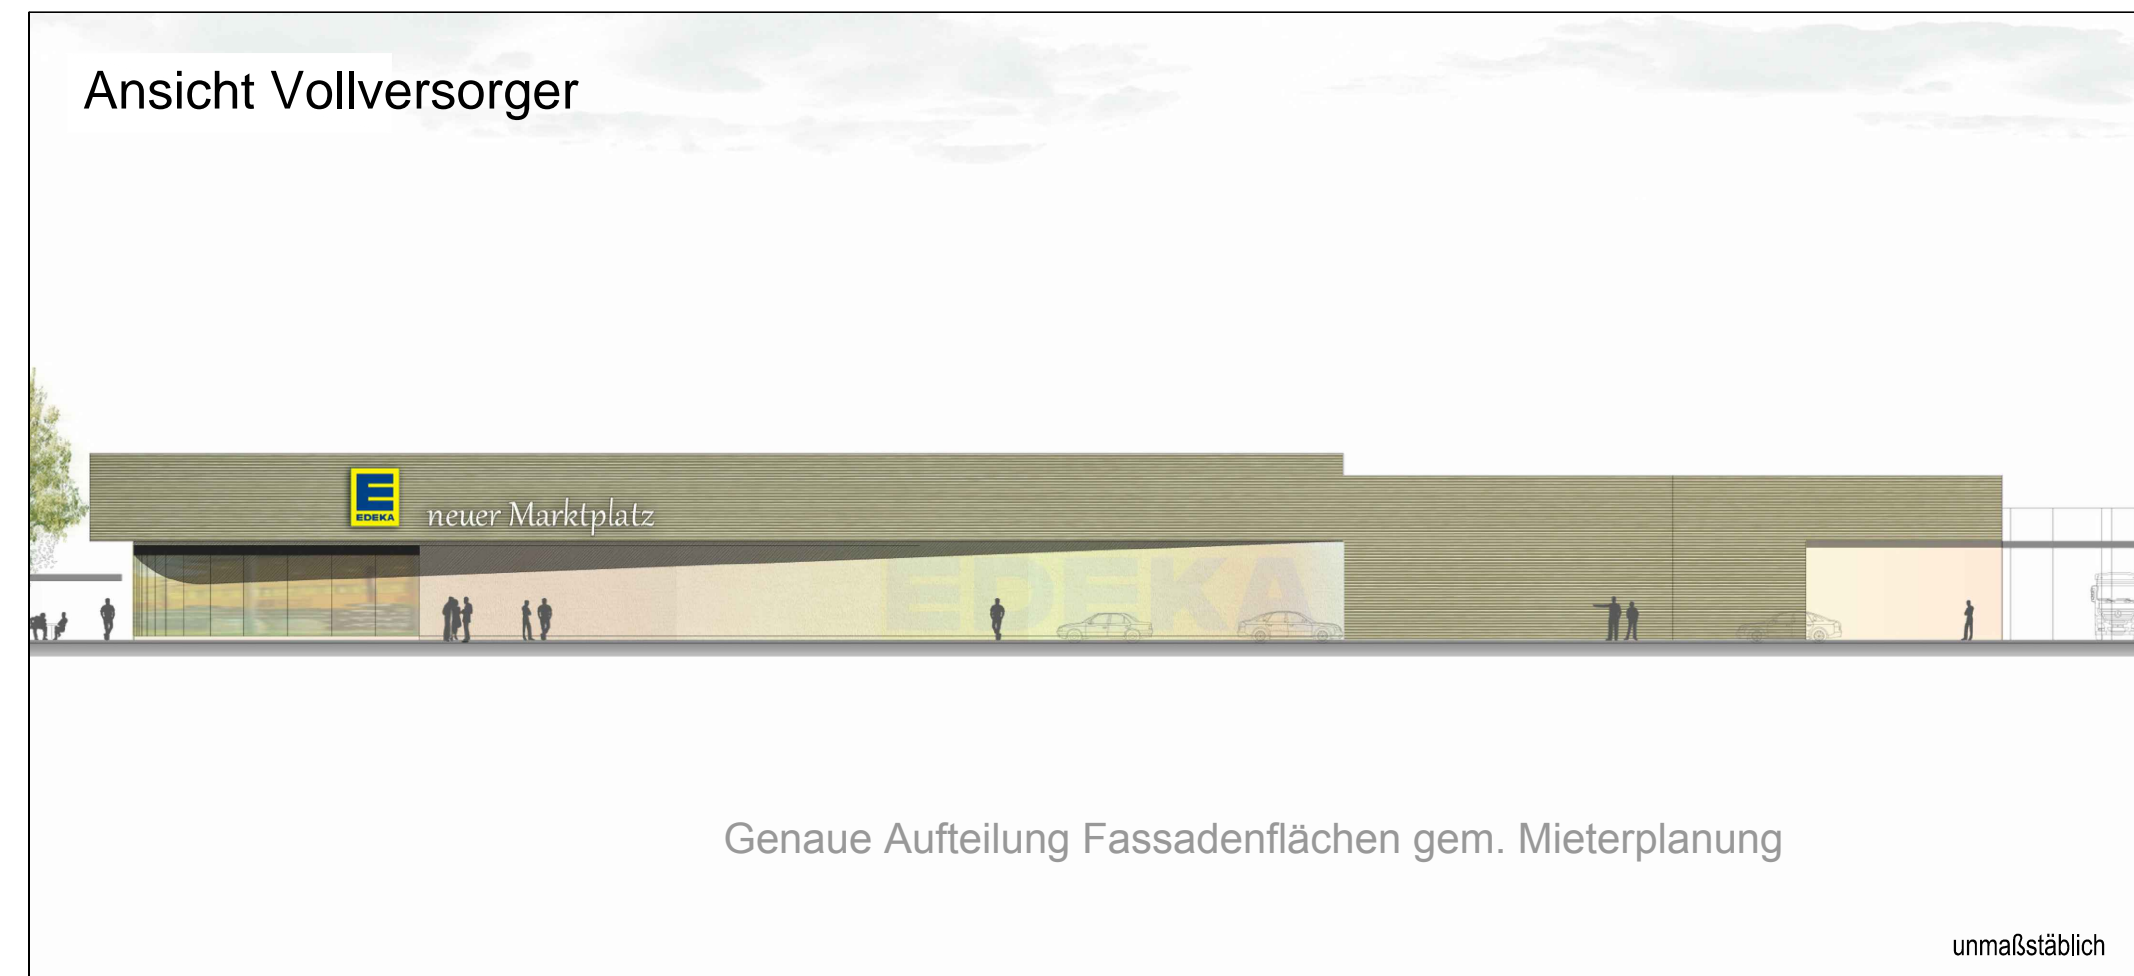 Ansicht Vollversorger
E
EDEKA
neuer Marktplatz
EDEKA
Genaue Aufteilung Fassadenflächen gem. Mieterplanung
unmaßstäblich